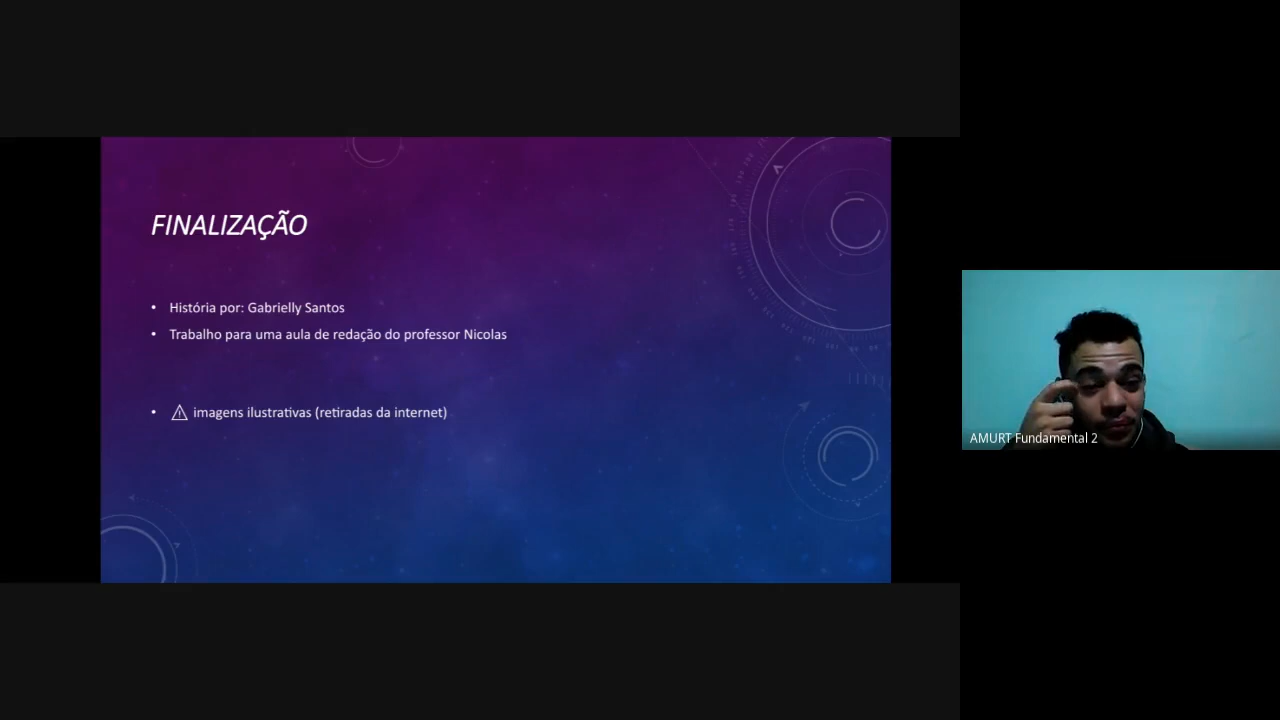 FINALIZAÇÃO
• História por: Gabrielly Santos
• Trabalho para uma aula de redação do professor Nicolas
• ⚠ imagens ilustrativas (retiradas da internet)
AMURT Fundamental 2